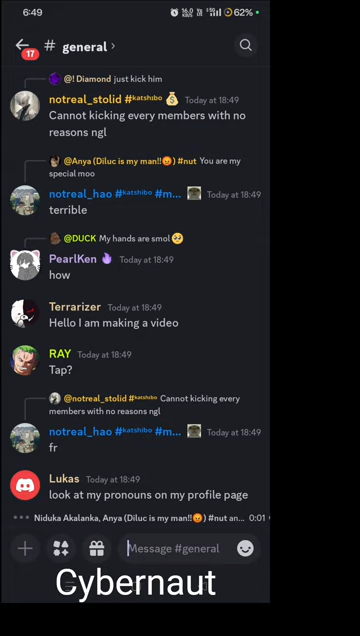 6:49
16.0 KB/S
62%
17
# general ›
@! Diamond just kick him
notreal_stolid #ᵏᵃᵗˢʰⁱᵇᵒ 💰 Today at 18:49
Cannot kicking every members with no
reasons ngl
@Anya (Diluc is my man!!😡) #nut You are my
special moo
notreal_hao #ᵏᵃᵗˢʰⁱᵇᵒ #m... Today at 18:49
terrible
@DUCK My hands are smol🥺
PearlKen Today at 18:49
how
Terrarizer Today at 18:49
Hello I am making a video
RAY Today at 18:49
Tap?
@notreal_stolid #ᵏᵃᵗˢʰⁱᵇᵒ Cannot kicking every
members with no reasons ngl
notreal_hao #ᵏᵃᵗˢʰⁱᵇᵒ #m... Today at 18:49
fr
Lukas Today at 18:49
look at my pronouns on my profile page
Niduka Akalanka, Anya (Diluc is my man!!😡) #nut an... 0:01
Message #general
Cybernaut